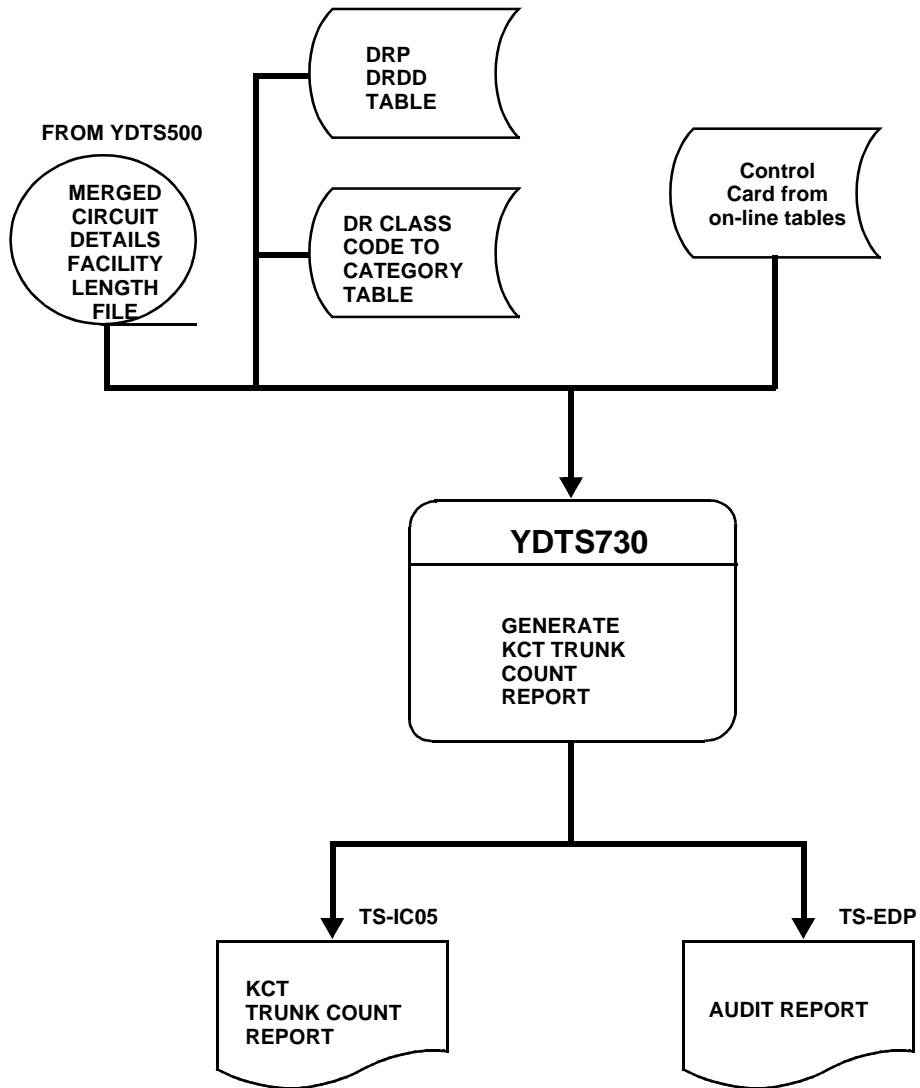 DRP
DRDD
TABLE
FROM YDTS500
MERGED
CIRCUIT
DETAILS
FACILITY
LENGTH
FILE
DR CLASS
CODE TO
CATEGORY
TABLE
Control
Card from
on-line tables
YDTS730
GENERATE
KCT TRUNK
COUNT
REPORT
TS-IC05
KCT
TRUNK COUNT
REPORT
TS-EDP
AUDIT REPORT